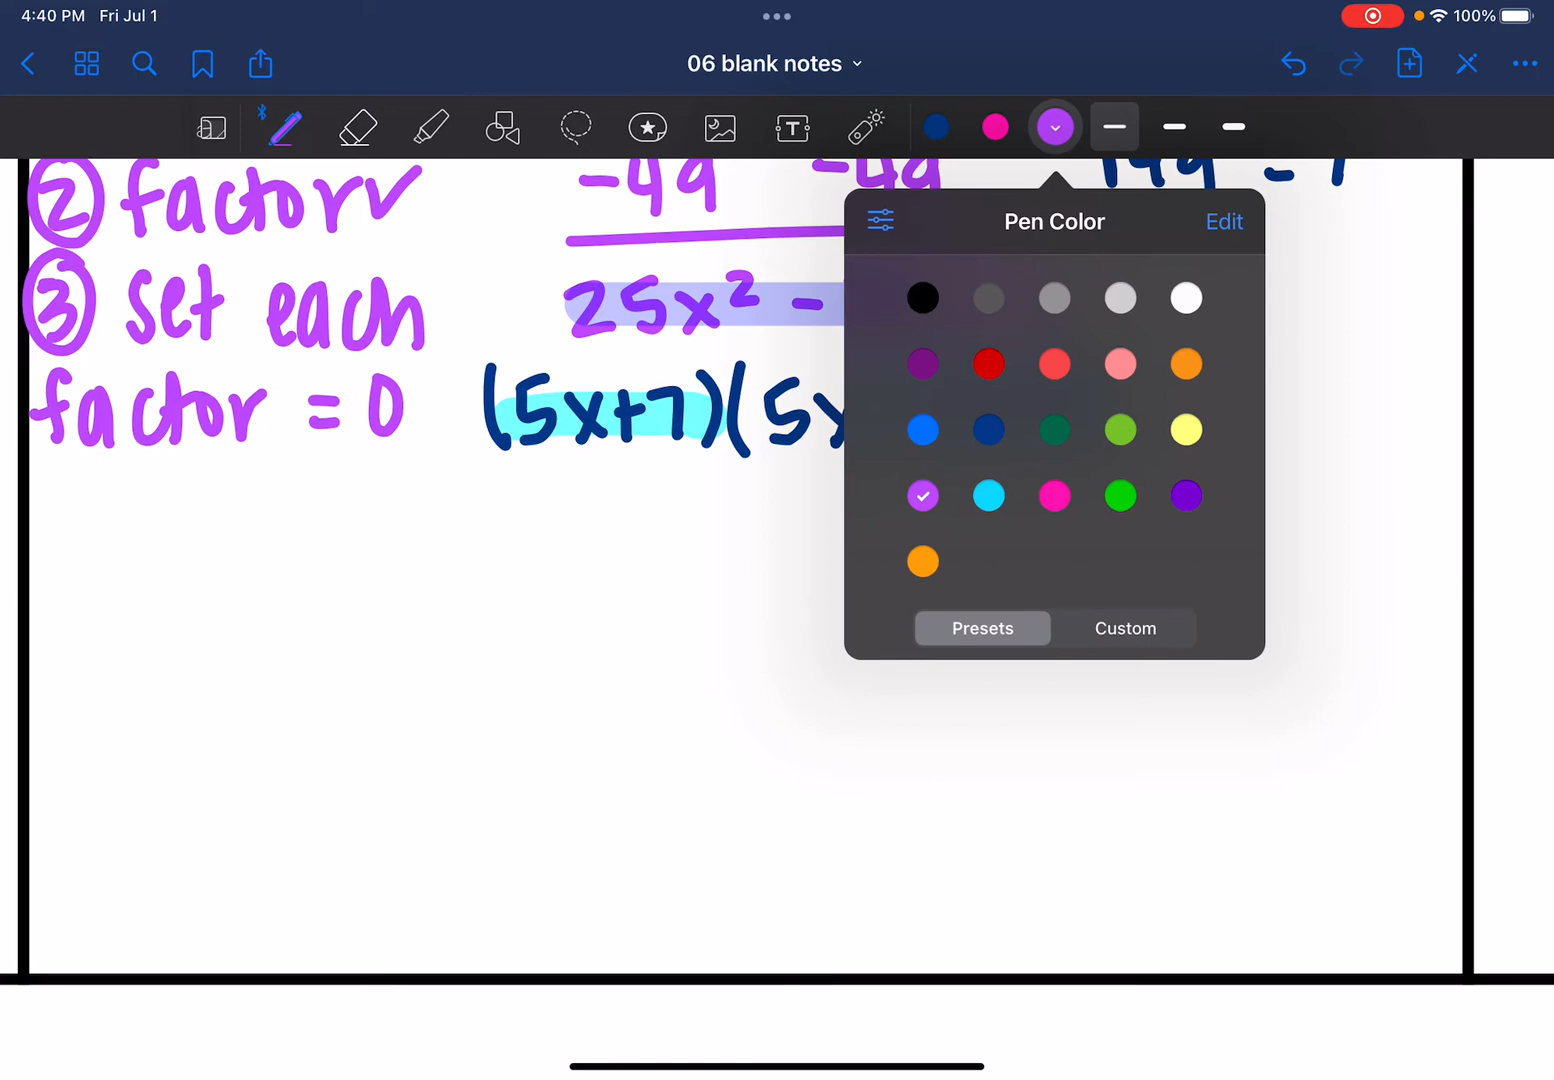 4:40 PM Fri Jul 1
100%
06 blank notes
T
② factor✓
-49 -49
③ set each
25x² -
factor = 0
(5x+7)(5x
Pen Color
Edit
Presets
Custom